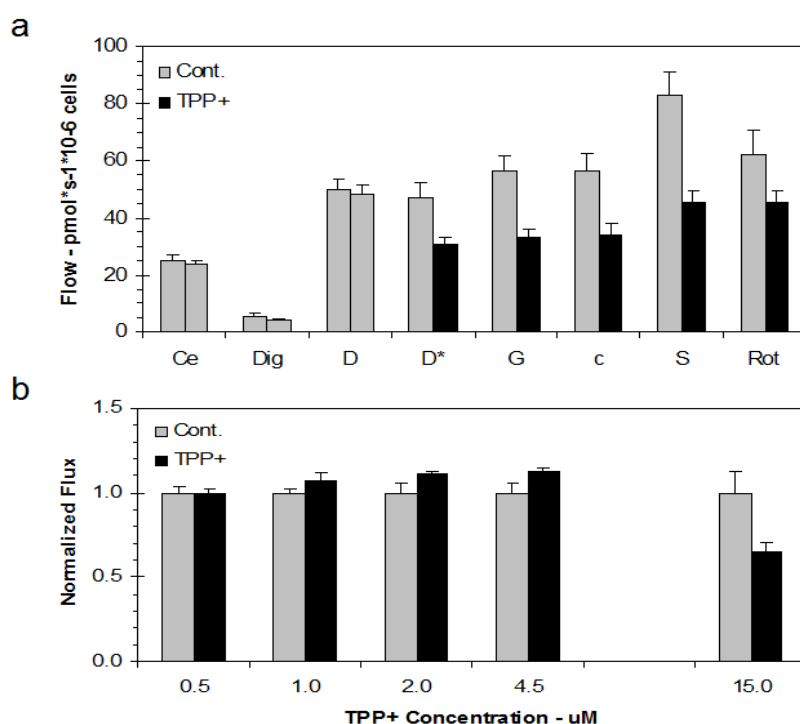 a
100
80
60
40
20
0
Flow - pmol*s-1*10-6 cells
Cont.
TPP+
Ce Dig D D* G c S Rot
b
1.5
1.0
0.5
0.0
Normalized Flux
Cont.
TPP+
0.5 1.0 2.0 4.5 15.0
TPP+ Concentration - uM